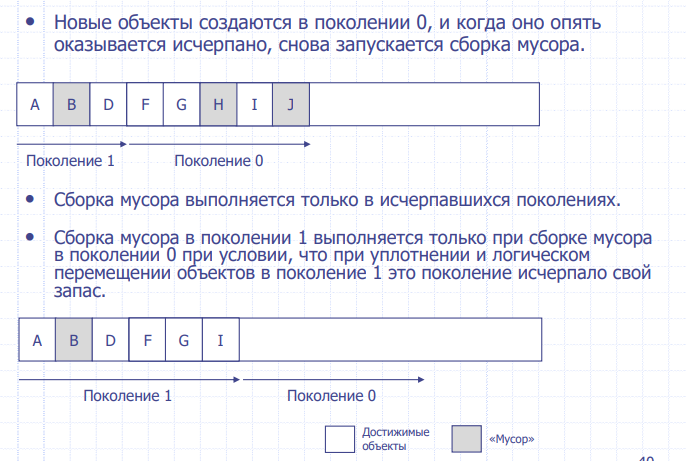 • Новые объекты создаются в поколении 0, и когда оно опять
оказывается исчерпано, снова запускается сборка мусора.
A B D F G H I J
Поколение 1 Поколение 0
• Сборка мусора выполняется только в исчерпавшихся поколениях.
• Сборка мусора в поколении 1 выполняется только при сборке мусора
в поколении 0 при условии, что при уплотнении и логическом
перемещении объектов в поколение 1 это поколение исчерпало свой
запас.
A B D F G I
Поколение 1 Поколение 0
Достижимые
объекты
«Мусор»